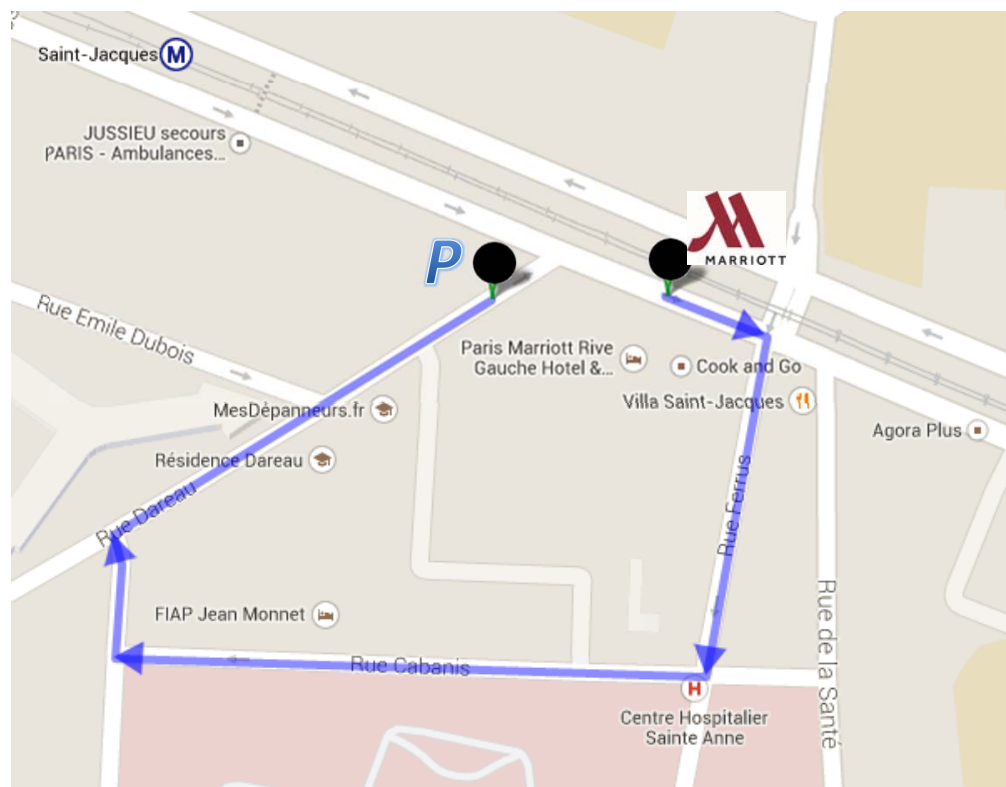 Saint-Jacques M
JUSSIEU secours
PARIS - Ambulances...
MARRIOTT
P
Rue Emile Dubois
Paris Marriott Rive
Gauche Hotel &...
Cook and Go
MesDépanneurs.fr
Villa Saint-Jacques
Agora Plus
Résidence Dareau
Rue Dareau
Rue Ferrus
FIAP Jean Monnet
Rue de la Santé
Rue Cabanis
H
Centre Hospitalier
Sainte Anne